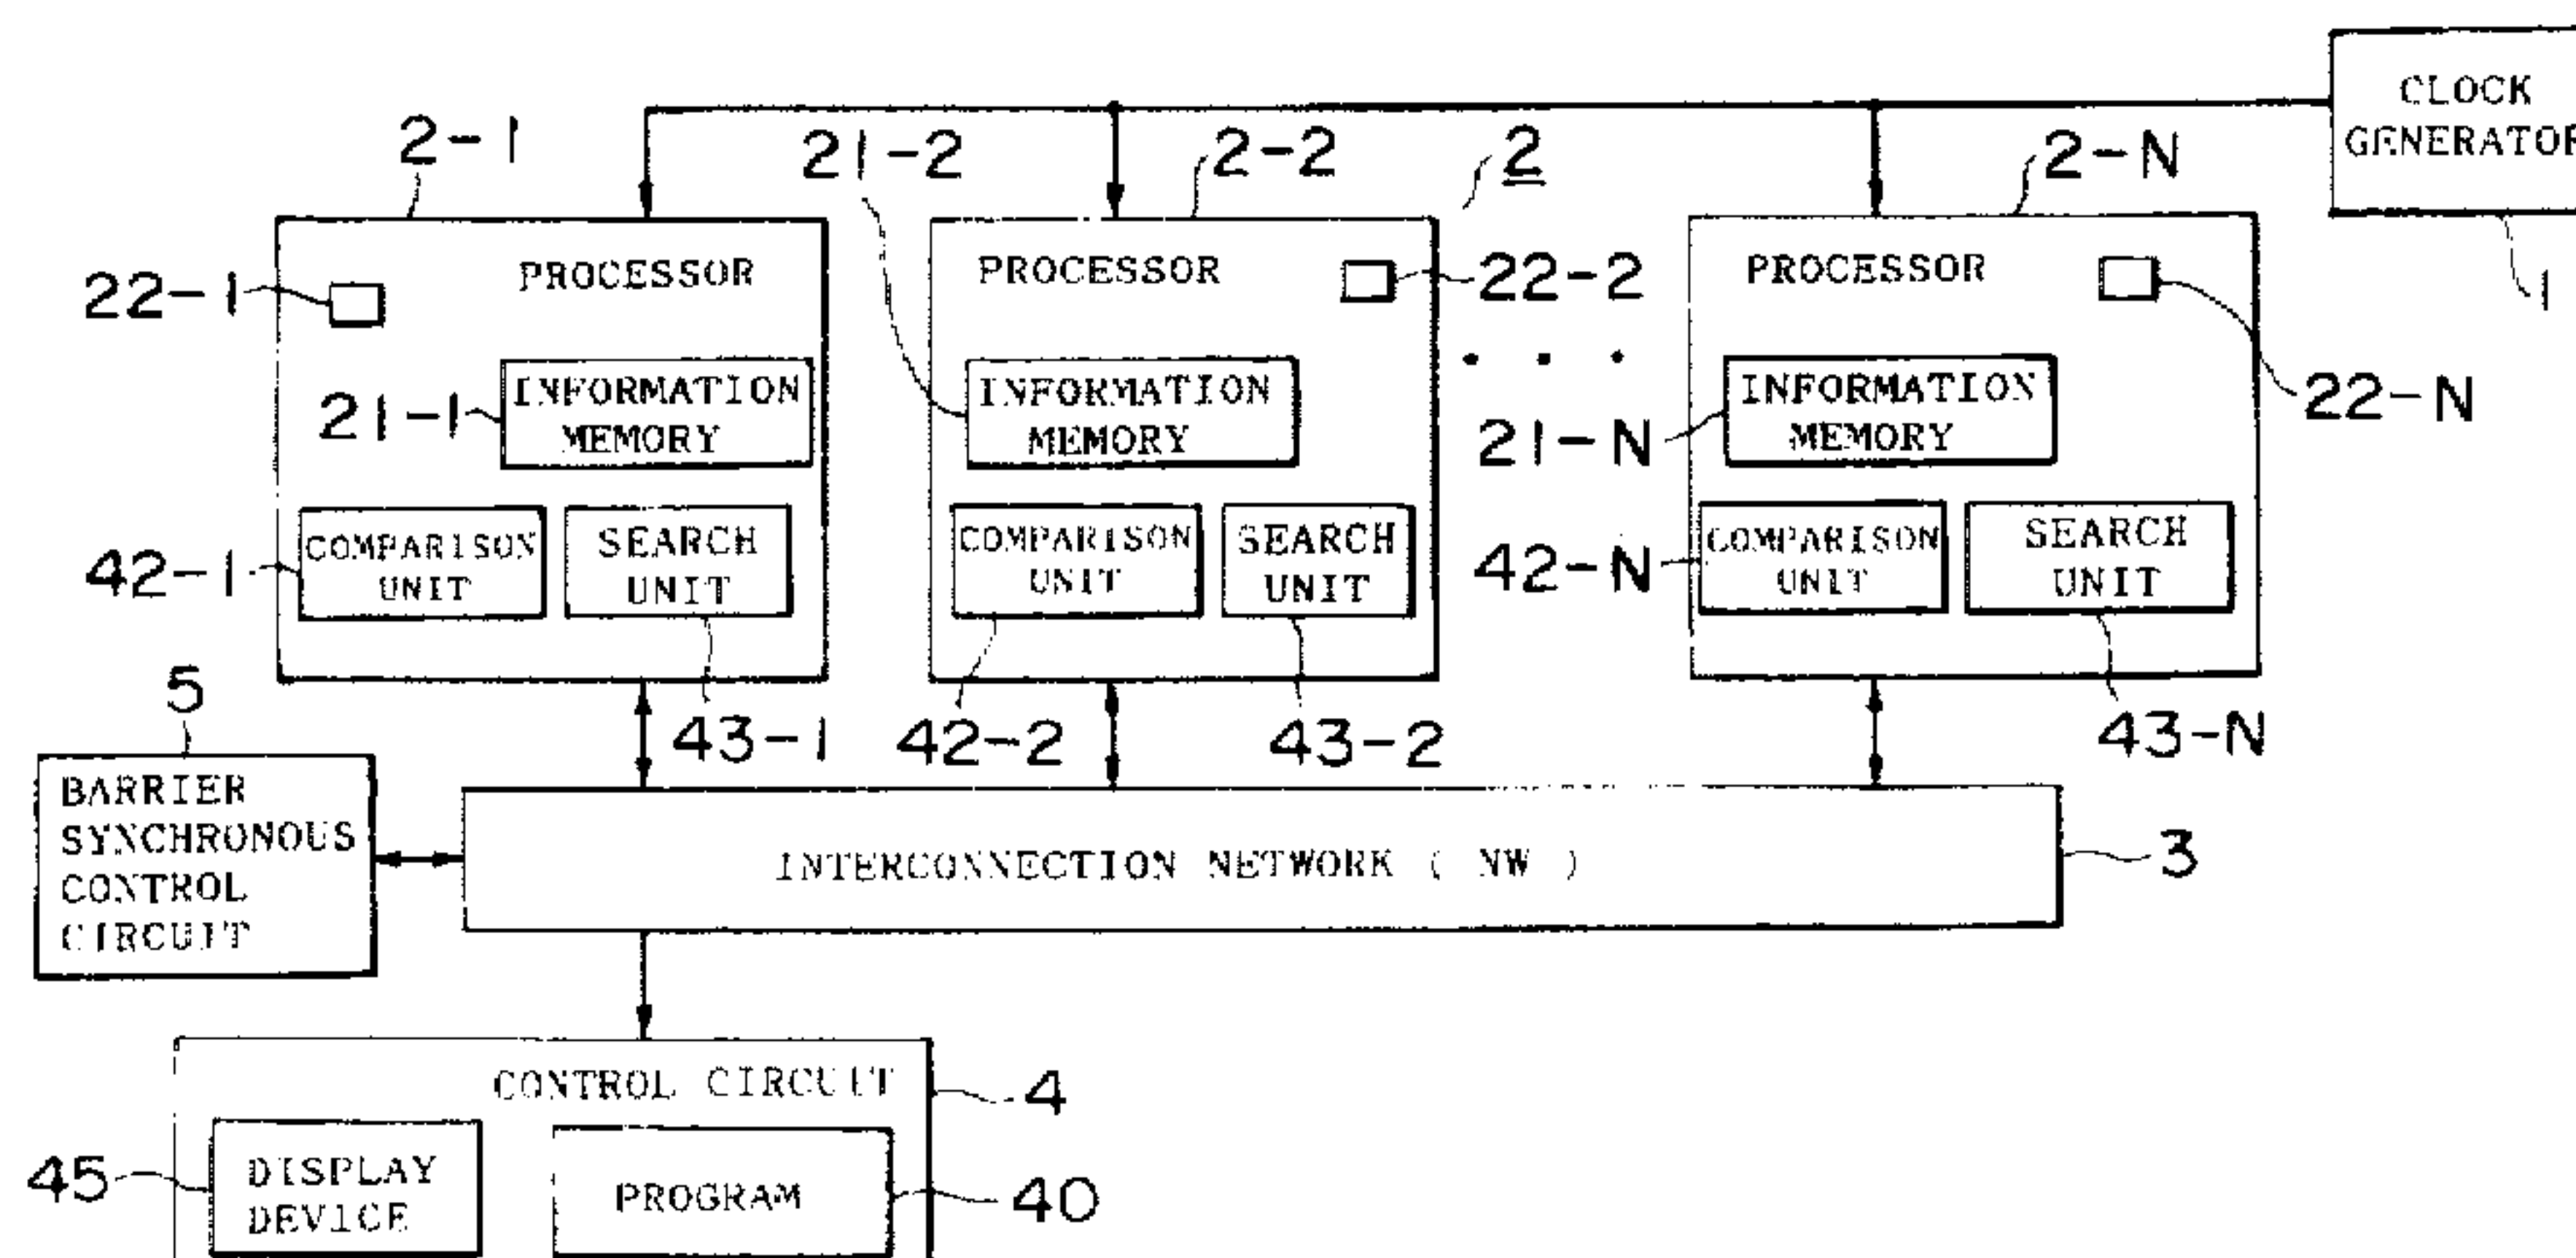 CLOCK
GENERATOR
1
2-1
21-2
2-2
2
2-N
22-1
PROCESSOR
PROCESSOR
22-2
PROCESSOR
22-N
21-1
INFORMATION
MEMORY
INFORMATION
MEMORY
. . .
21-N
INFORMATION
MEMORY
42-1
COMPARISON
UNIT
SEARCH
UNIT
COMPARISON
UNIT
SEARCH
UNIT
42-N
COMPARISON
UNIT
SEARCH
UNIT
43-1
42-2
43-2
43-N
5
BARRIER
SYNCHRONOUS
CONTROL
CIRCUIT
INTERCONNECTION NETWORK ( NW )
3
CONTROL CIRCUIT
4
45
DISPLAY
DEVICE
PROGRAM
40